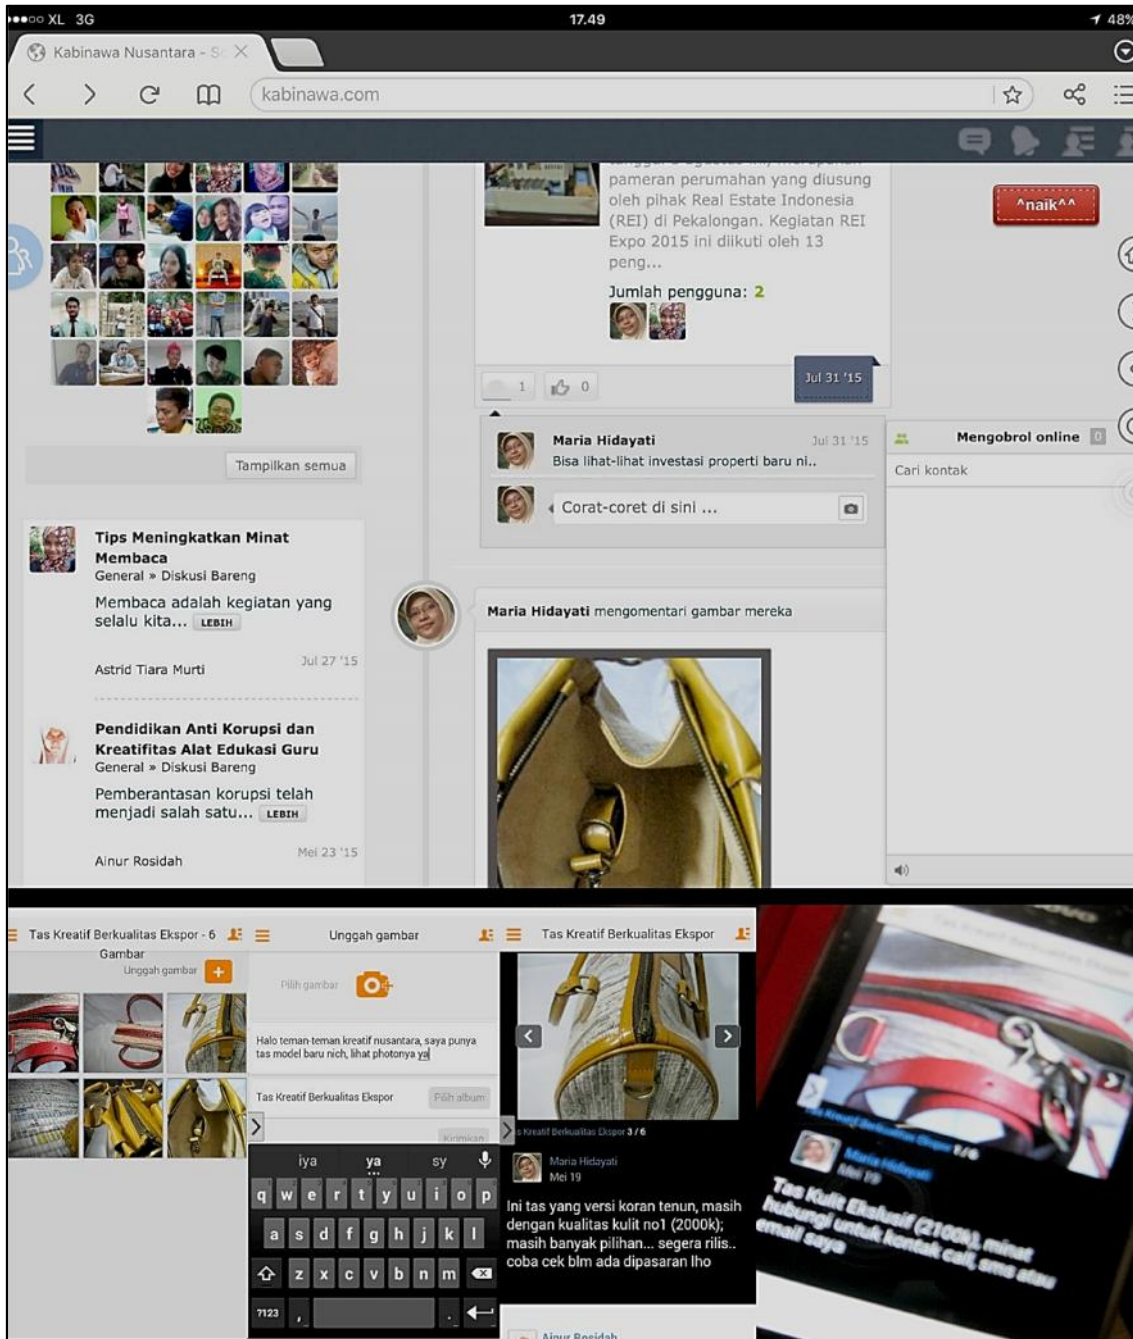 XL 3G
17.49
48%
Kabinawa Nusantara - So
kabinawa.com
pameran perumahan yang diusung
oleh pihak Real Estate Indonesia
(REI) di Pekalongan. Kegiatan REI
Expo 2015 ini diikuti oleh 13
peng...
Jumlah pengguna: 2
^naik^^
1
0
Jul 31 '15
Maria Hidayati
Jul 31 '15
Bisa lihat-lihat investasi properti baru ni..
Corat-coret di sini ...
Mengobrol online 0
Cari kontak
Tampilkan semua
Tips Meningkatkan Minat
Membaca
General » Diskusi Bareng
Membaca adalah kegiatan yang
selalu kita... LEBIH
Jul 27 '15
Astrid Tiara Murti
Pendidikan Anti Korupsi dan
Kreatifitas Alat Edukasi Guru
General » Diskusi Bareng
Pemberantasan korupsi telah
menjadi salah satu... LEBIH
Mei 23 '15
Ainur Rosidah
Maria Hidayati mengomentari gambar mereka
Tas Kreatif Berkualitas Ekspor - 6
Gambar
Unggah gambar
Unggah gambar
Pilih gambar
Halo teman-teman kreatif nusantara, saya punya
tas model baru nich, lihat photonya ya
Tas Kreatif Berkualitas Ekspor
Pilih album
Kirimkan
iya ya sy
q w e r t y u i o p
a s d f g h j k l
z x c v b n m
?123 , .
Tas Kreatif Berkualitas Ekspor
Tas Kreatif Berkualitas Ekspor 3 / 6
Maria Hidayati
Mei 19
Ini tas yang versi koran tenun, masih
dengan kualitas kulit no1 (2000k);
masih banyak pilihan... segera rilis..
coba cek blm ada dipasaran lho
Ainur Rosidah
Tas Kreatif Berkualitas Ekspor
Tas Kreatif Berkualitas Ekspor 1/6
Maria Hidayati
Mei 19
Tas Kulit Ekslusif (2100k), minat
hubungi untuk kontak call, sms atau
email saya